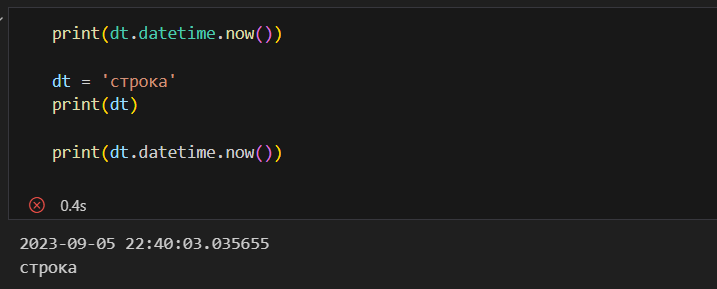 print(dt.datetime.now())
dt = 'строка'
print(dt)
print(dt.datetime.now())
0.4s
2023-09-05 22:40:03.035655
строка